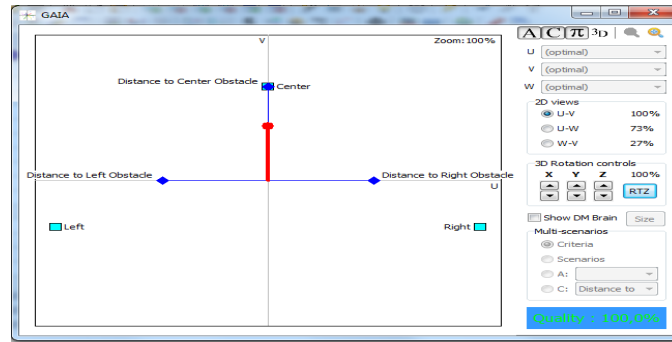 GAIA
V
Zoom: 100%
Distance to Center Obstacle
Center
Distance to Left Obstacle
Distance to Right Obstacle
U
Left
Right
A C π 3D
U (optimal)
V (optimal)
W (optimal)
2D views
U-V 100%
U-W 73%
W-V 27%
3D Rotation controls
X Y Z 100%
RTZ
Show DM Brain Size
Multi-scenarios
Criteria
Scenarios
A:
C: Distance to
Quality : 100,0%